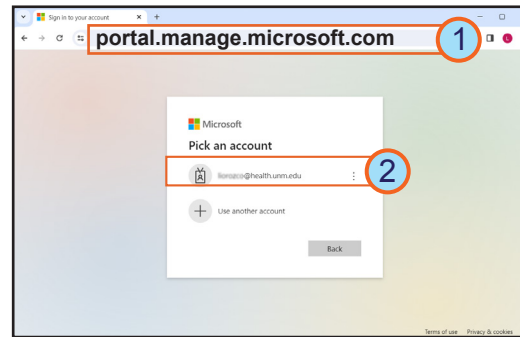 Sign in to your account
portal.manage.microsoft.com
1
L
Microsoft
Pick an account
@health.unm.edu
2
Use another account
Back
Terms of use Privacy & cookies